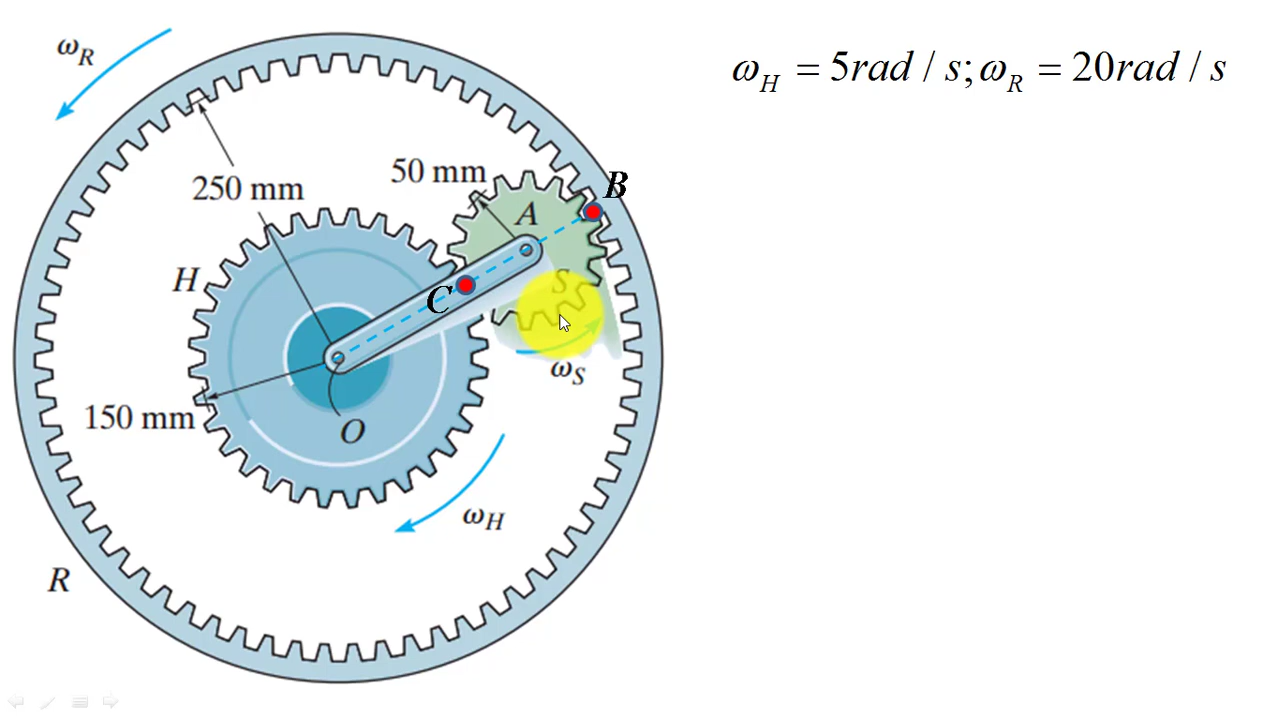 ω_R
ω_H = 5rad / s; ω_R = 20rad / s
50 mm
B
250 mm
A
H
S
C
ω_S
150 mm
O
ω_H
R